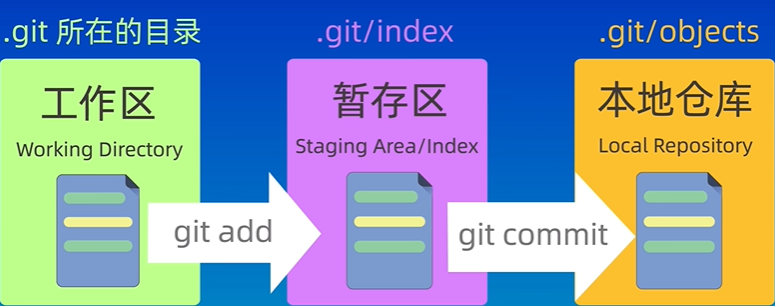 .git 所在的目录
.git/index
.git/objects
工作区
暂存区
本地仓库
Working Directory
Staging Area/Index
Local Repository
git add
git commit